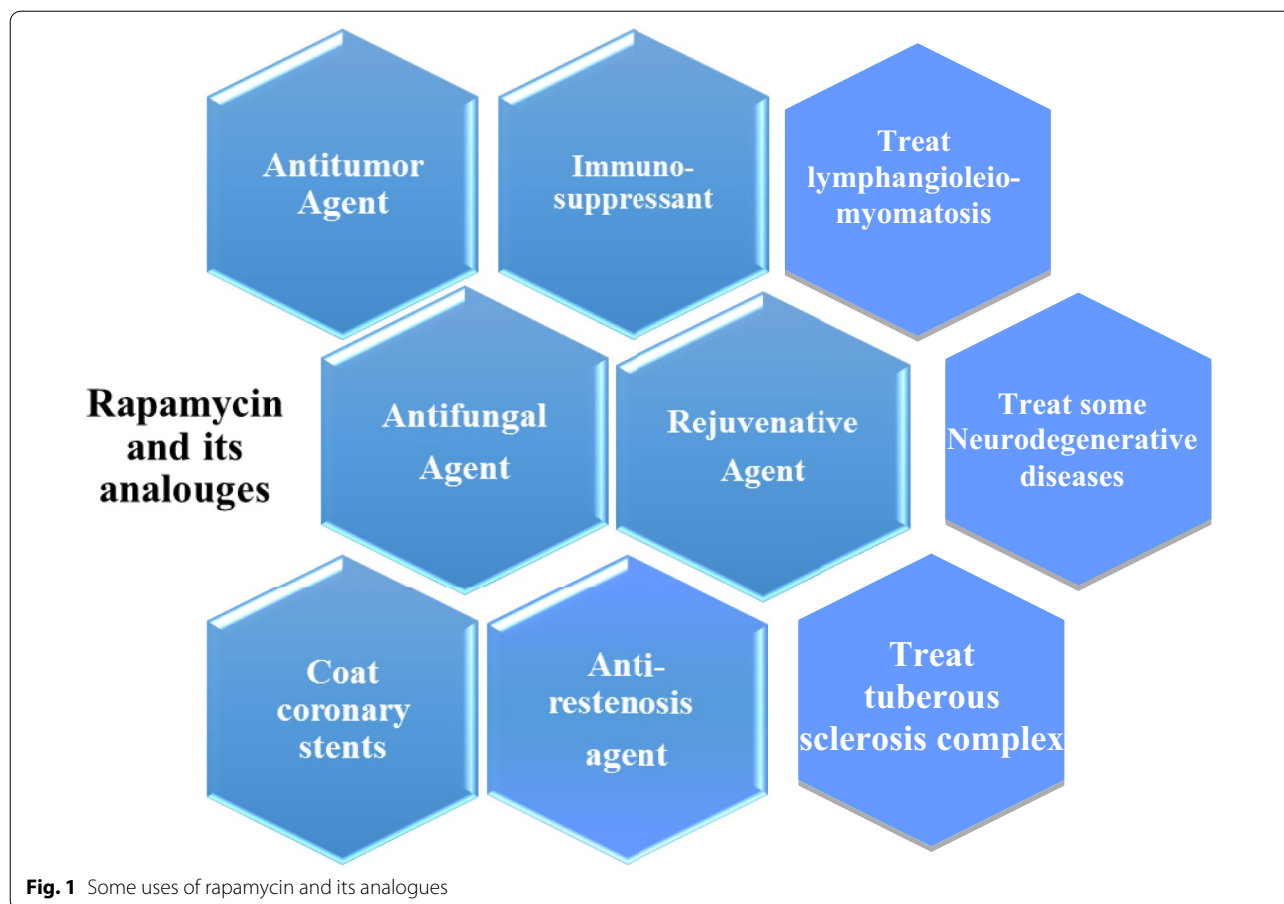 Antitumor
Agent
Immuno-
suppressant
Treat
lymphangioleio-
myomatosis
Rapamycin
and its
analouges
Antifungal
Agent
Rejuvenative
Agent
Treat some
Neurodegenerative
diseases
Coat
coronary
stents
Anti-
restenosis
agent
Treat
tuberous
sclerosis complex
Fig. 1 Some uses of rapamycin and its analogues